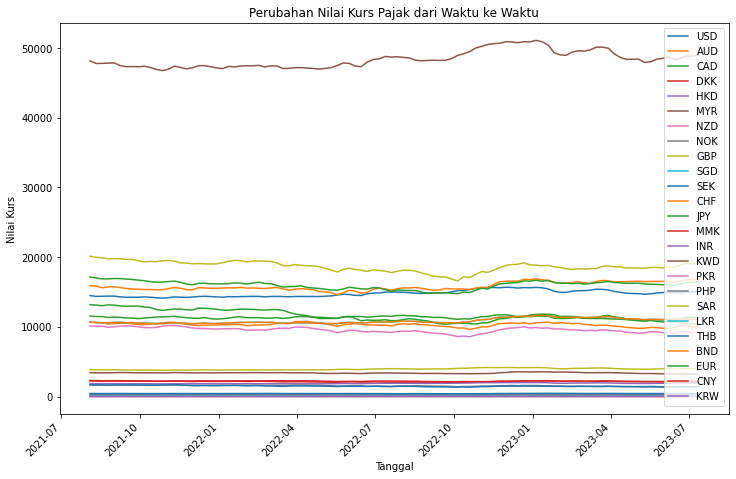 Perubahan Nilai Kurs Pajak dari Waktu ke Waktu
50000
40000
30000
20000
10000
0
Nilai Kurs
2021-07
2021-10
2022-01
2022-04
2022-07
2022-10
2023-01
2023-04
2023-07
Tanggal
USD
AUD
CAD
DKK
HKD
MYR
NZD
NOK
GBP
SGD
SEK
CHF
JPY
MMK
INR
KWD
PKR
PHP
SAR
LKR
THB
BND
EUR
CNY
KRW